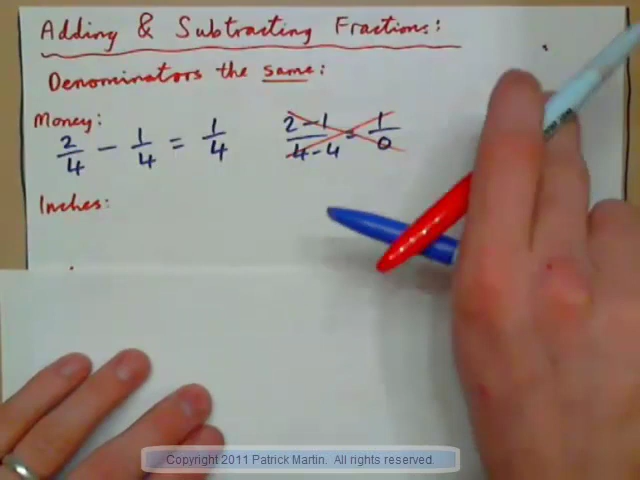 Adding & Subtracting Fractions:
Denominators the same:
Money:
2/4 - 1/4 = 1/4
2-1/4-4 = 1/0
Inches:
Copyright 2011 Patrick Martin. All rights reserved.